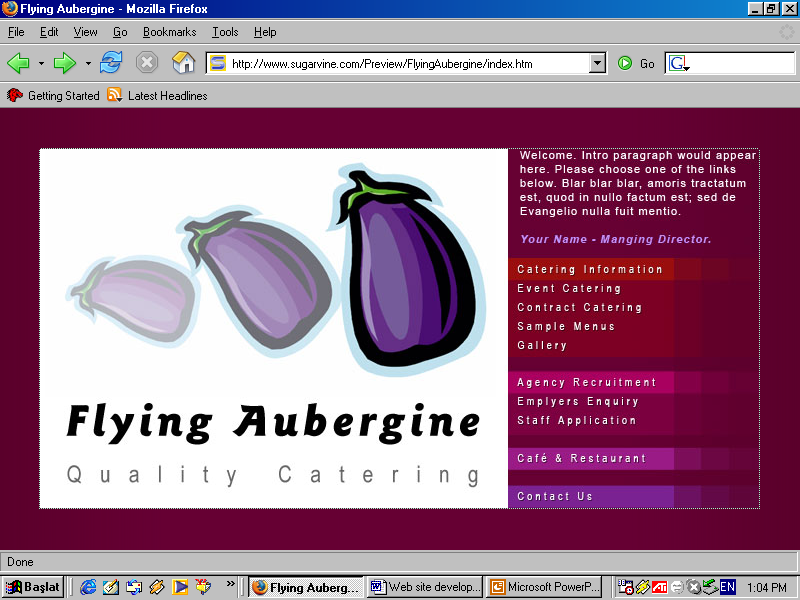 Flying Aubergine - Mozilla Firefox
File Edit View Go Bookmarks Tools Help
http://www.sugarvine.com/Preview/FlyingAubergine/index.htm Go G
Getting Started Latest Headlines
Welcome. Intro paragraph would appear
here. Please choose one of the links
below. Blar blar blar, amoris tractatum
est, quod in nullo factum est; sed de
Evangelio nulla fuit mentio.
Your Name - Manging Director.
Catering Information
Event Catering
Contract Catering
Sample Menus
Gallery
Agency Recruitment
Emplyers Enquiry
Staff Application
Café & Restaurant
Contact Us
Flying Aubergine
Quality Catering
Done
Başlat Flying Auberg... Web site develop... Microsoft PowerP... EN 1:04 PM